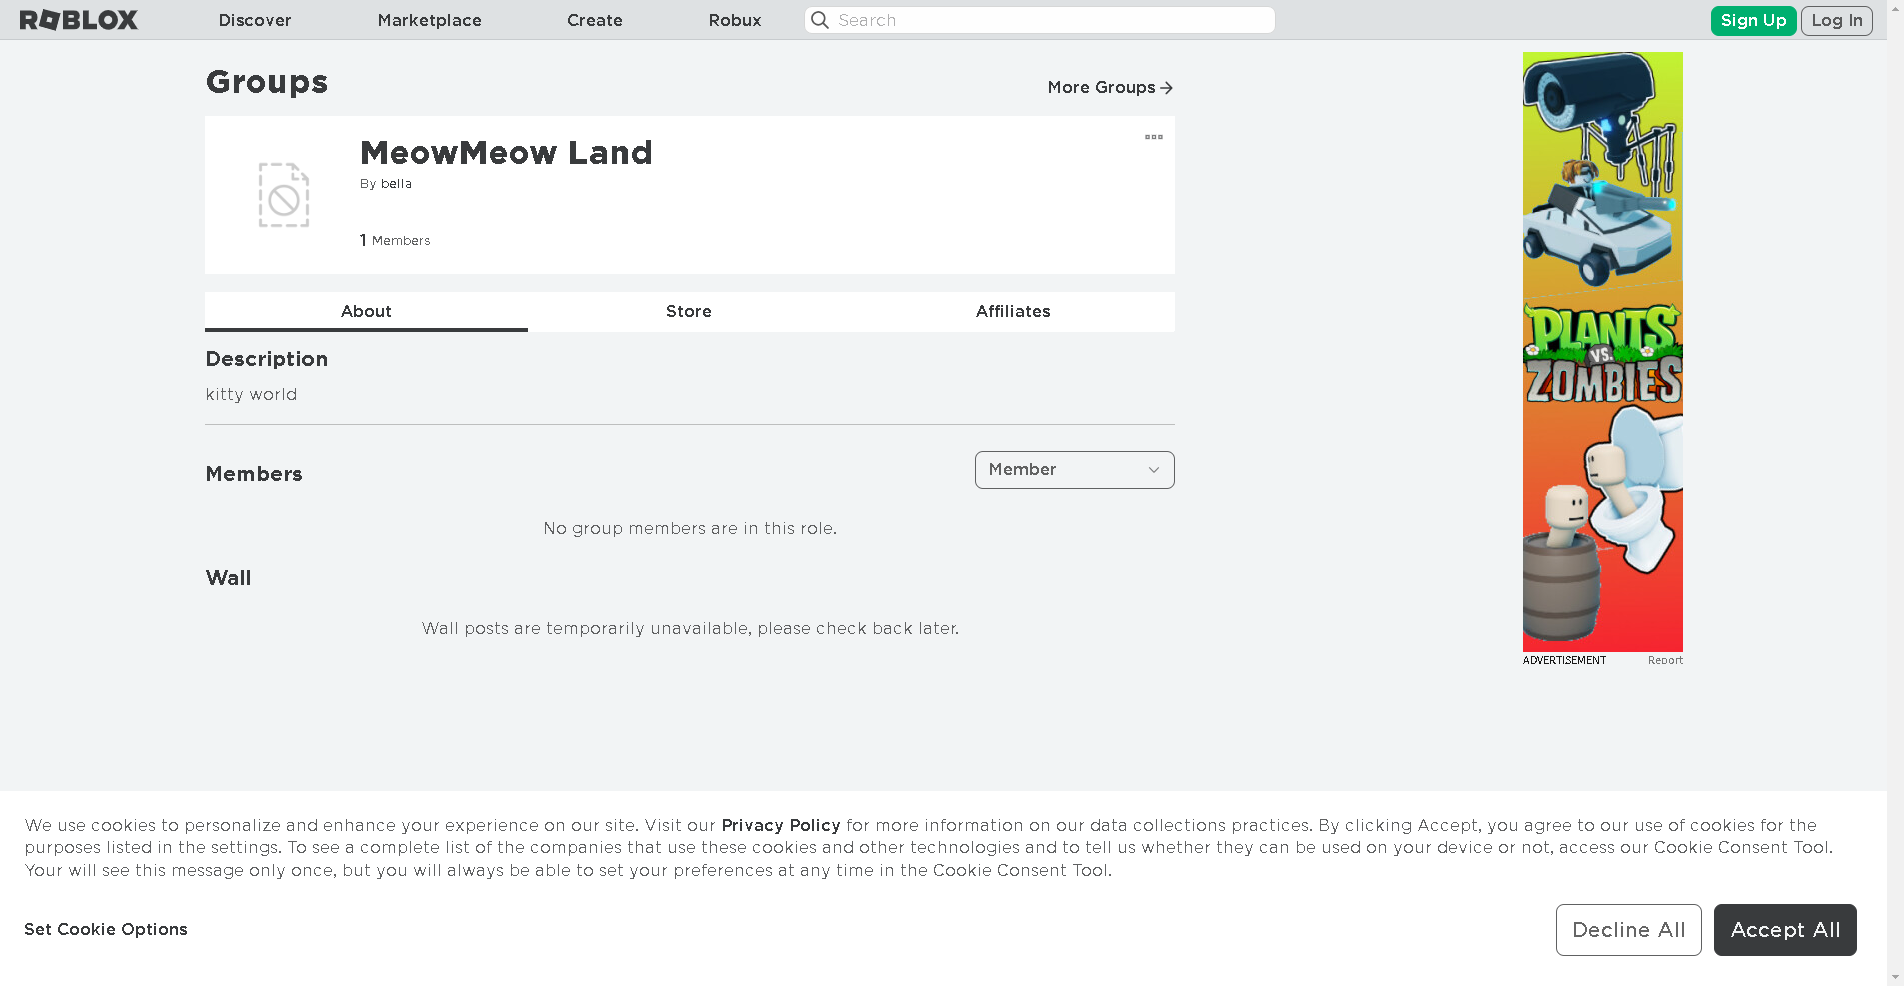 ROBLOX Discover Marketplace Create Robux Search Sign Up Log In
Groups
More Groups
MeowMeow Land
By bella
1 Members
About Store Affiliates
Description
kitty world
Members
Member
No group members are in this role.
Wall
Wall posts are temporarily unavailable, please check back later.
PLANTS
VS.
ZOMBIES
ADVERTISEMENT Report
We use cookies to personalize and enhance your experience on our site. Visit our Privacy Policy for more information on our data collections practices. By clicking Accept, you agree to our use of cookies for the
purposes listed in the settings. To see a complete list of the companies that use these cookies and other technologies and to tell us whether they can be used on your device or not, access our Cookie Consent Tool.
Your will see this message only once, but you will always be able to set your preferences at any time in the Cookie Consent Tool.
Set Cookie Options
Decline All
Accept All